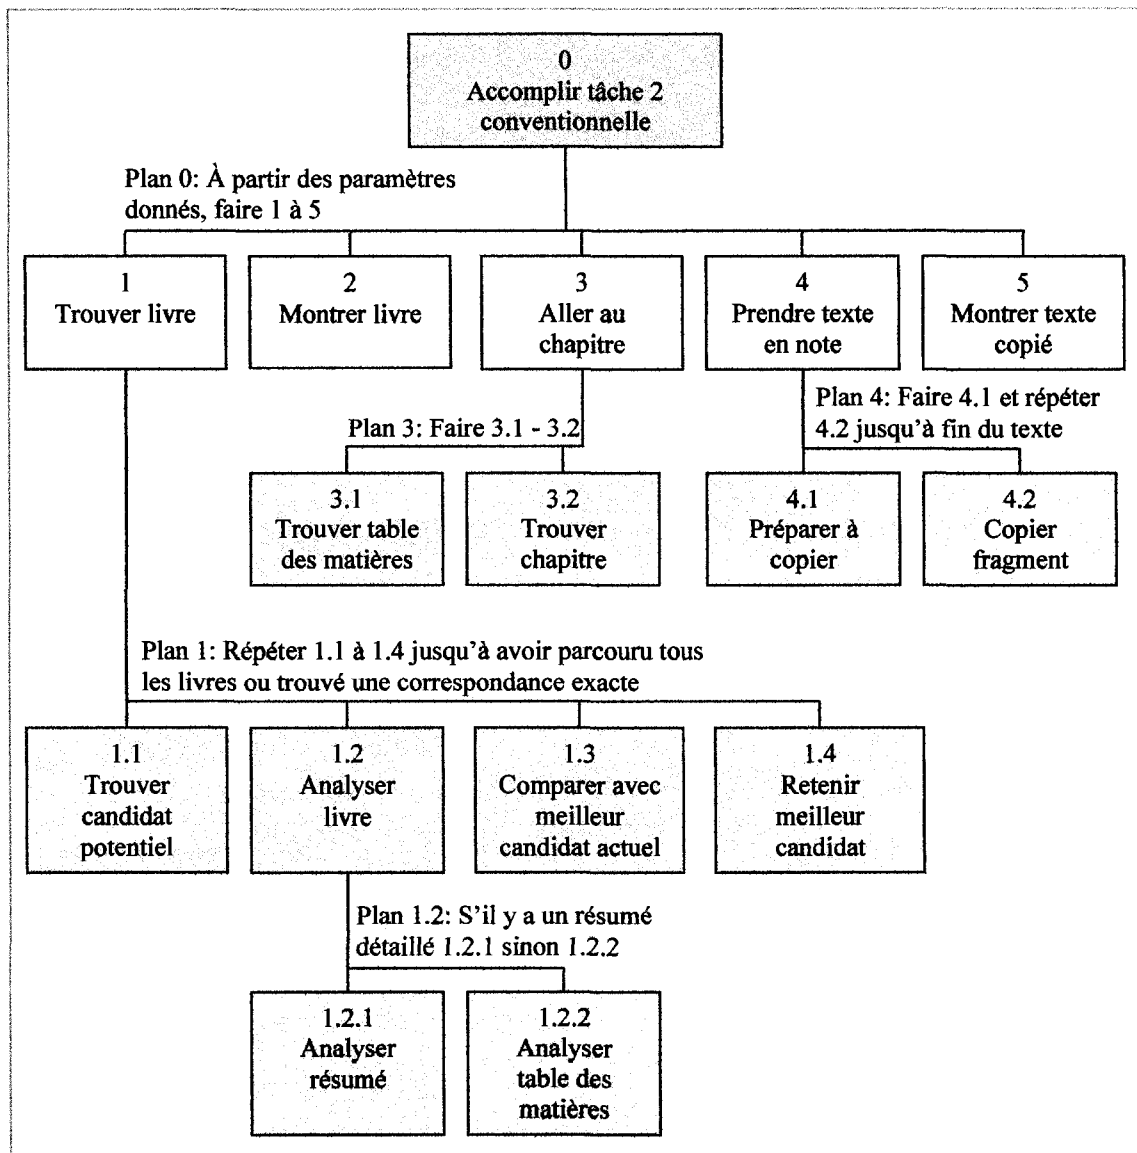 0
Accomplir tâche 2
conventionnelle
Plan 0: À partir des paramètres
donnés, faire 1 à 5
1
Trouver livre
2
Montrer livre
3
Aller au
chapitre
4
Prendre texte
en note
5
Montrer texte
copié
Plan 3: Faire 3.1 - 3.2
Plan 4: Faire 4.1 et répéter
4.2 jusqu'à fin du texte
3.1
Trouver table
des matières
3.2
Trouver
chapitre
4.1
Préparer à
copier
4.2
Copier
fragment
Plan 1: Répéter 1.1 à 1.4 jusqu'à avoir parcouru tous
les livres ou trouvé une correspondance exacte
1.1
Trouver
candidat
potentiel
1.2
Analyser
livre
1.3
Comparer avec
meilleur
candidat actuel
1.4
Retenir
meilleur
candidat
Plan 1.2: S'il y a un résumé
détaillé 1.2.1 sinon 1.2.2
1.2.1
Analyser
résumé
1.2.2
Analyser
table des
matières